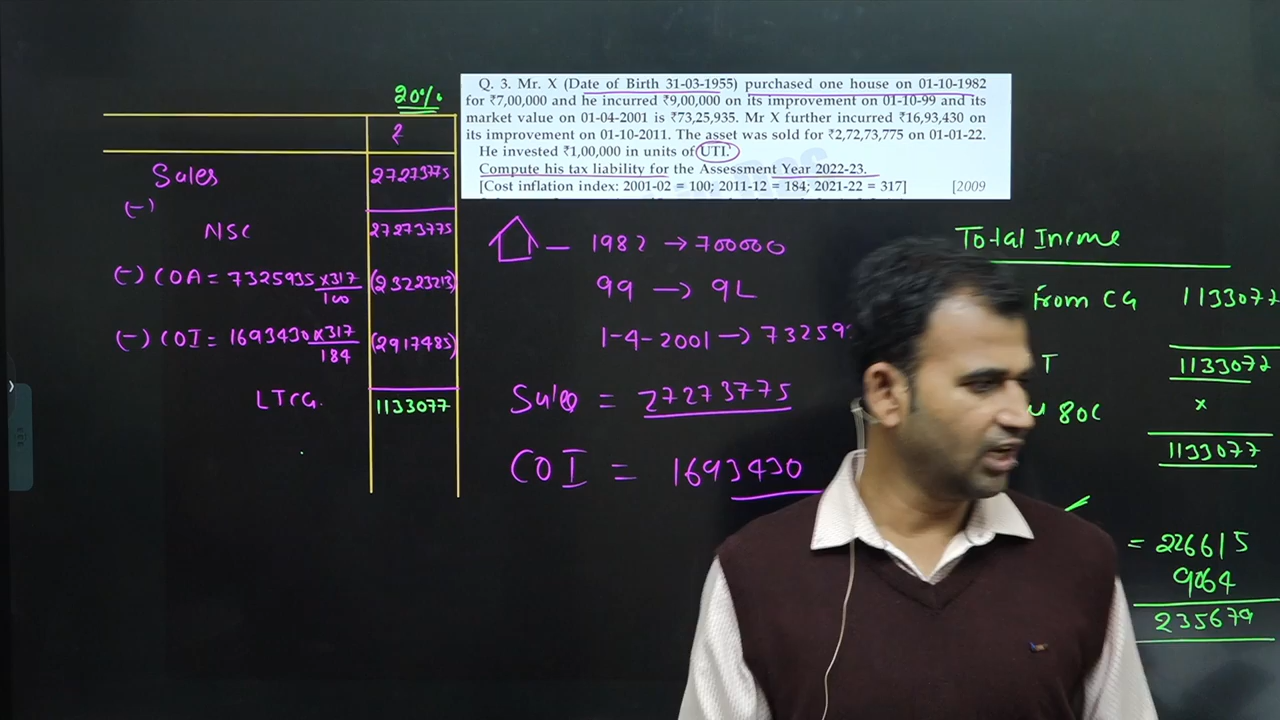 20%
₹
Sales 27273775
(-)
NSC 27273775
(-) COA = 7325935 x317/100 (23223213)
(-) COI = 1693430 x317/184 (2917485)
LTCG. 1133077
Q. 3. Mr. X (Date of Birth 31-03-1955) purchased one house on 01-10-1982
for ₹7,00,000 and he incurred ₹9,00,000 on its improvement on 01-10-99 and its
market value on 01-04-2001 is ₹73,25,935. Mr X further incurred ₹16,93,430 on
its improvement on 01-10-2011. The asset was sold for ₹2,72,73,775 on 01-01-22.
He invested ₹1,00,000 in units of UTI.
Compute his tax liability for the Assessment Year 2022-23.
[Cost inflation index: 2001-02 = 100; 2011-12 = 184; 2021-22 = 317] [2009
— 1982 → 700000
99 → 9L
1-4-2001 → 73259
Sales = 27273775
COI = 1693430
Total Income
From CG 1133077
T 1133077
80C x
1133077
= 226615
9064
235679